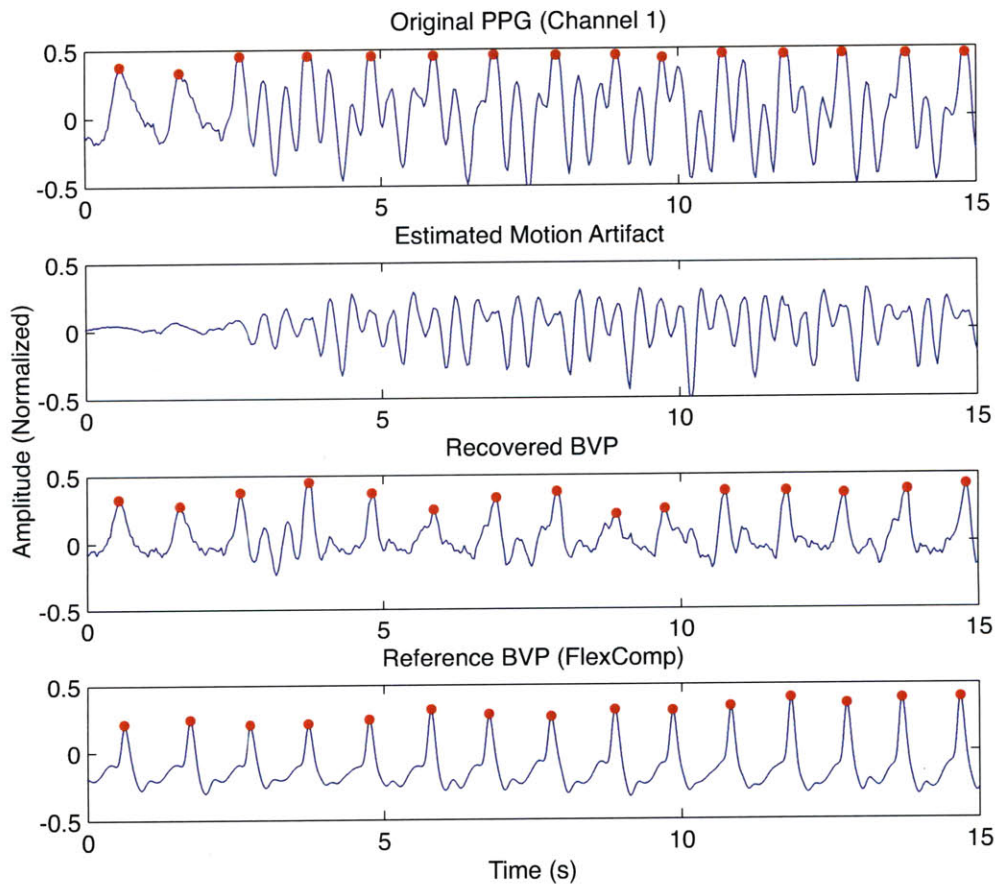 Original PPG (Channel 1)
0.5
0
-0.5
0 5 10 15
Estimated Motion Artifact
0.5
0
-0.5
0 5 10 15
Amplitude (Normalized)
Recovered BVP
0.5
0
-0.5
0 5 10 15
Reference BVP (FlexComp)
0.5
0
-0.5
0 5 10 15
Time (s)